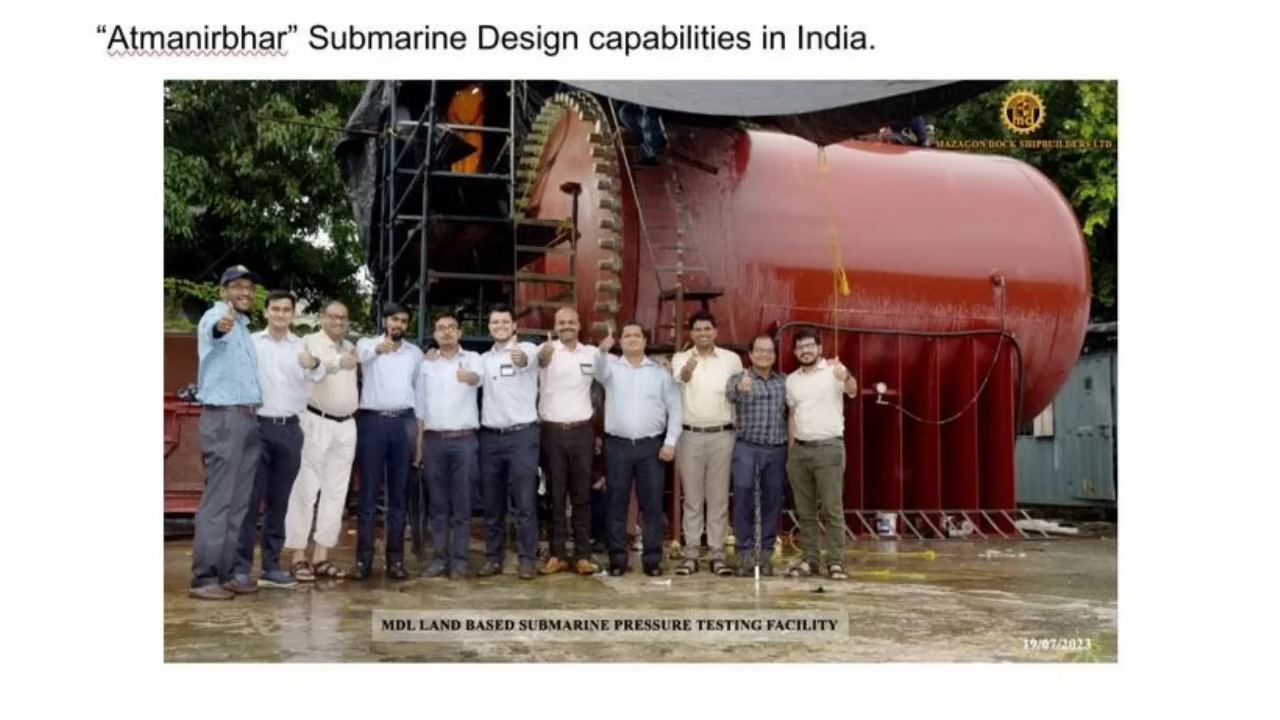 “Atmanirbhar” Submarine Design capabilities in India.
mdl
MAZAGON DOCK SHIPBUILDERS LTD
MDL LAND BASED SUBMARINE PRESSURE TESTING FACILITY
19/07/2023